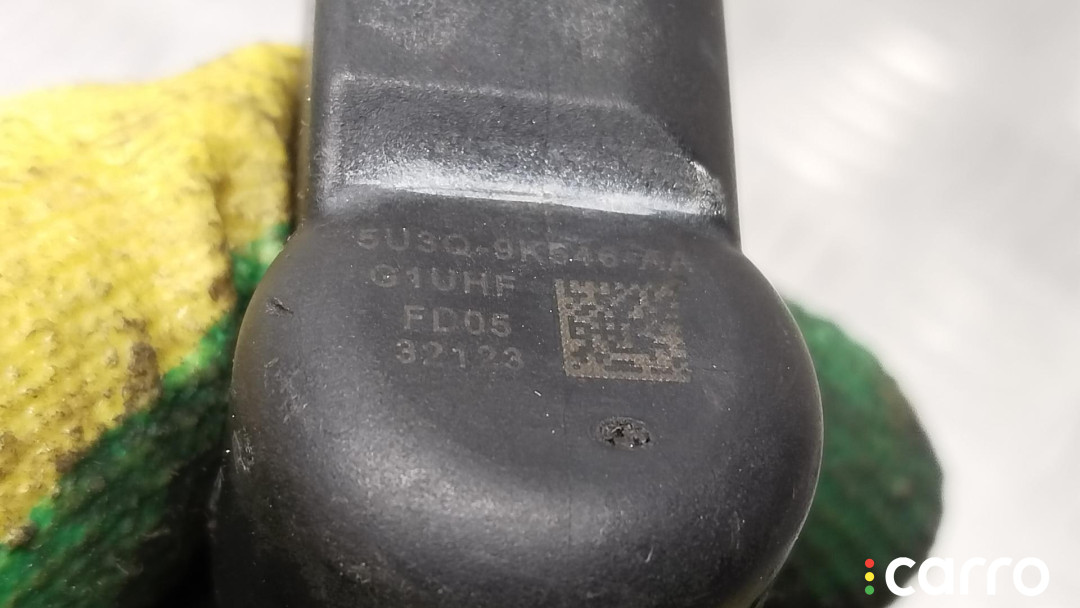 5U3Q-9K546-AA
G1UHF
FD05
32123
carro